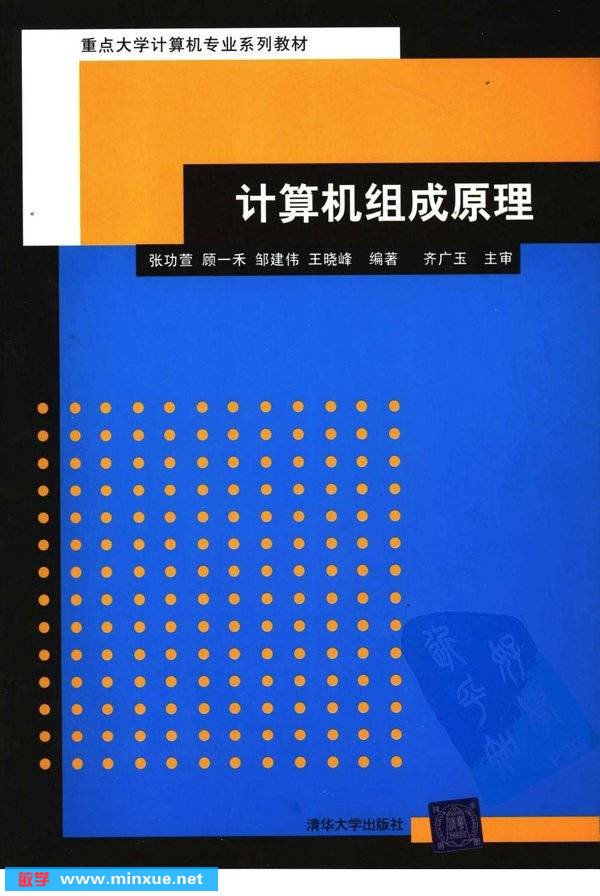 重点大学计算机专业系列教材
计算机组成原理
张功萱 顾一禾 邹建伟 王晓峰 编著 齐广玉 主审
清华大学出版社
敏学 www.minxue.net